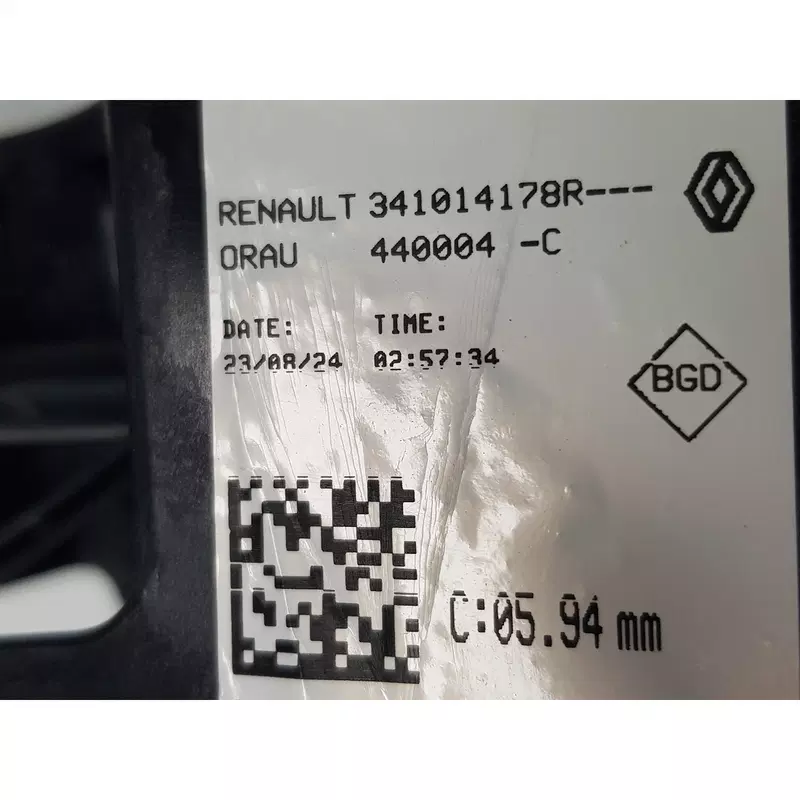 RENAULT 341014178R---
ORAU 440004 -C
DATE: TIME:
23/08/24 02:57:34
BGD
C:05.94 mm